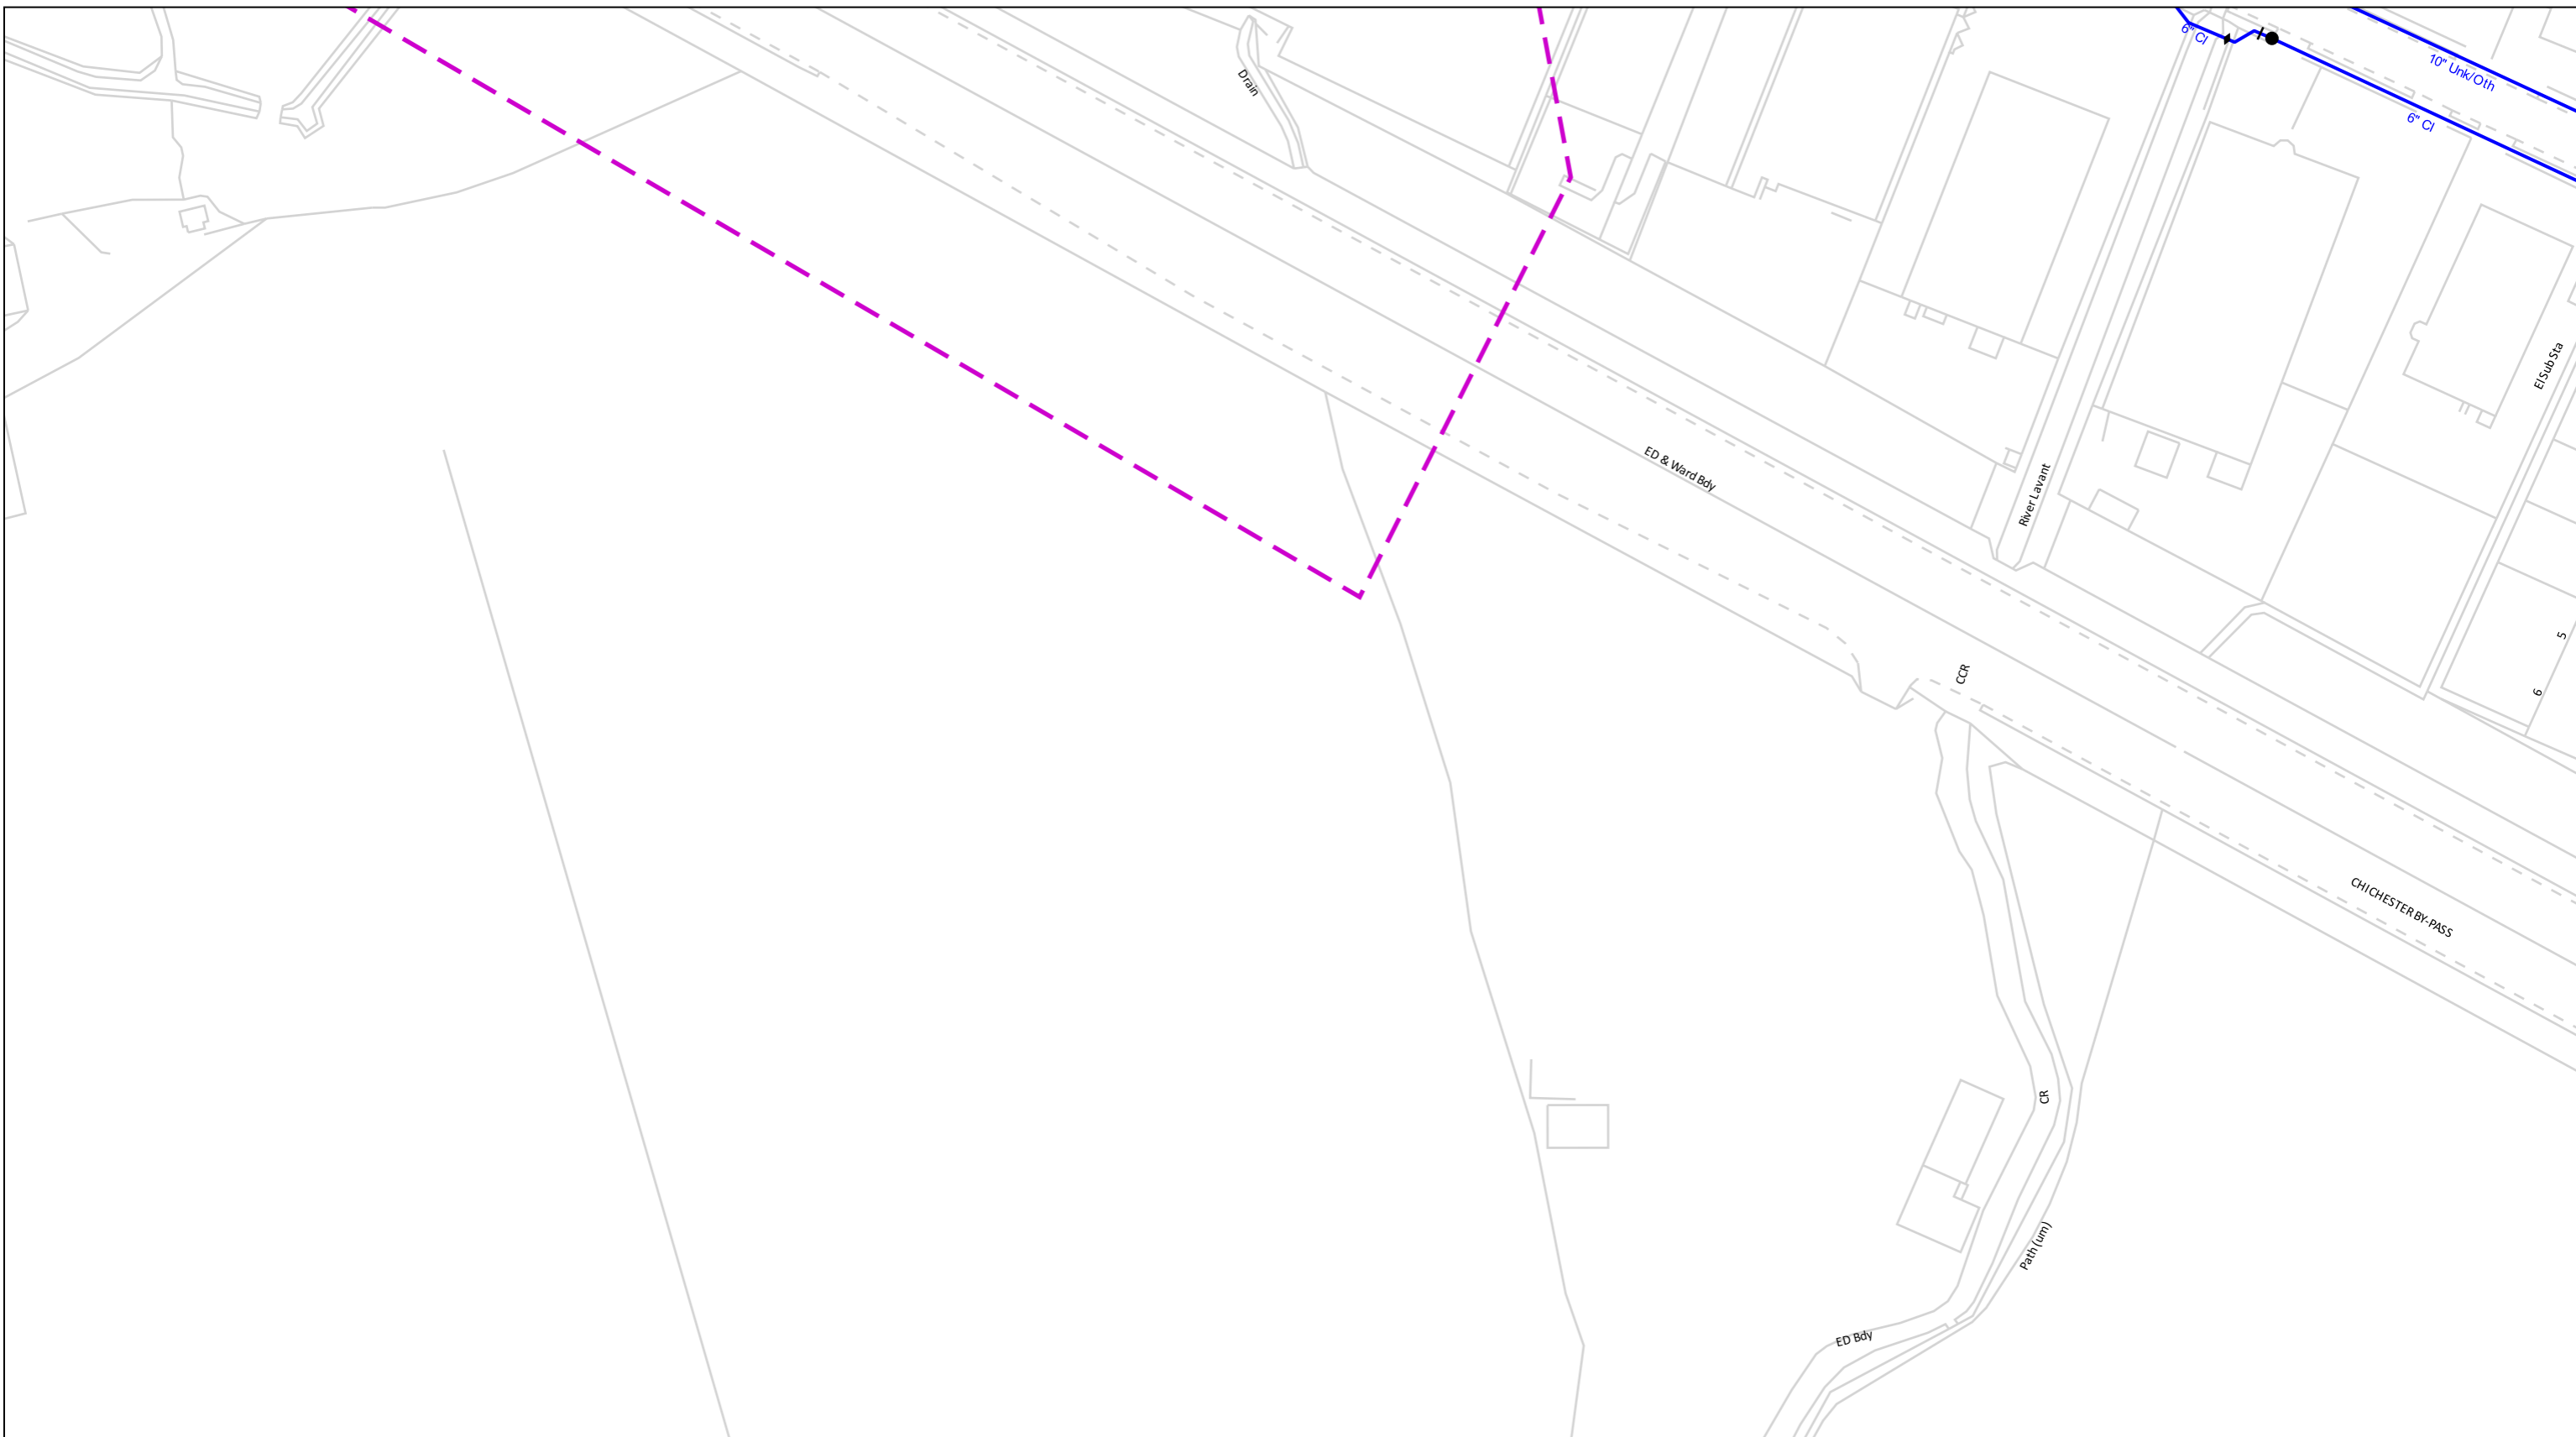 6" CI
10" Unk/Oth
6" CI
Drain
El Sub Sta
ED & Ward Bdy
River Lavant
5
CCR
6
CHICHESTER BY-PASS
CR
Path (um)
ED Bdy